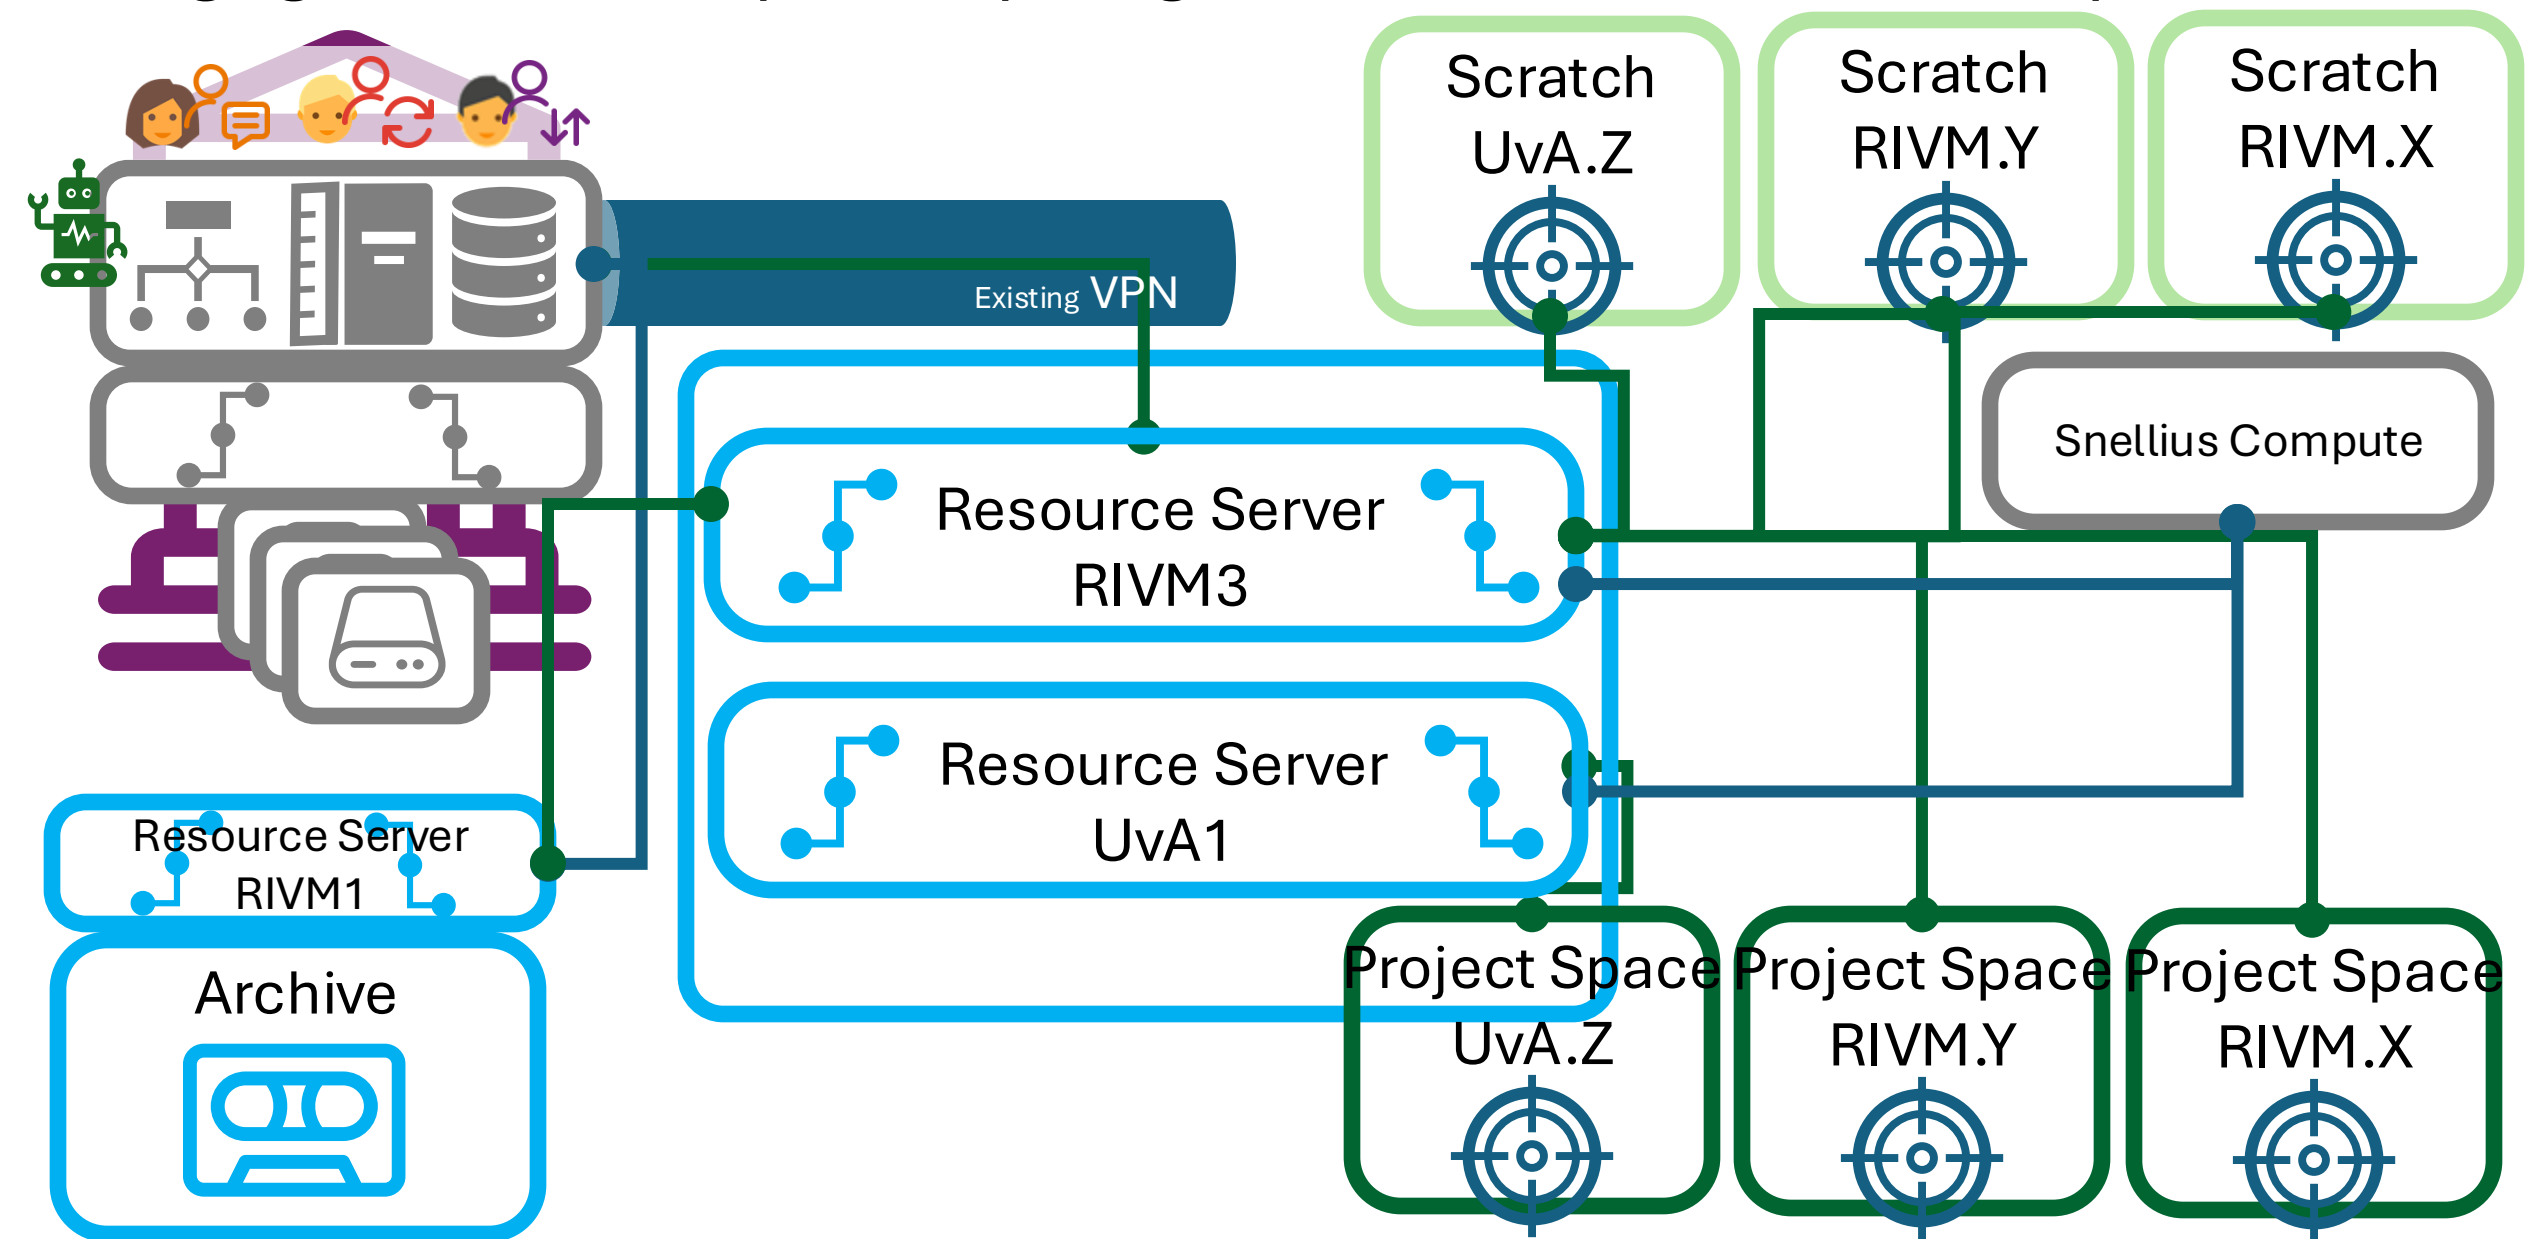 Scratch
UvA.Z
Scratch
RIVM.Y
Scratch
RIVM.X
Existing VPN
Snellius Compute
Resource Server
RIVM3
Resource Server
UvA1
Resource Server
RIVM1
Archive
Project Space
UvA.Z
Project Space
RIVM.Y
Project Space
RIVM.X